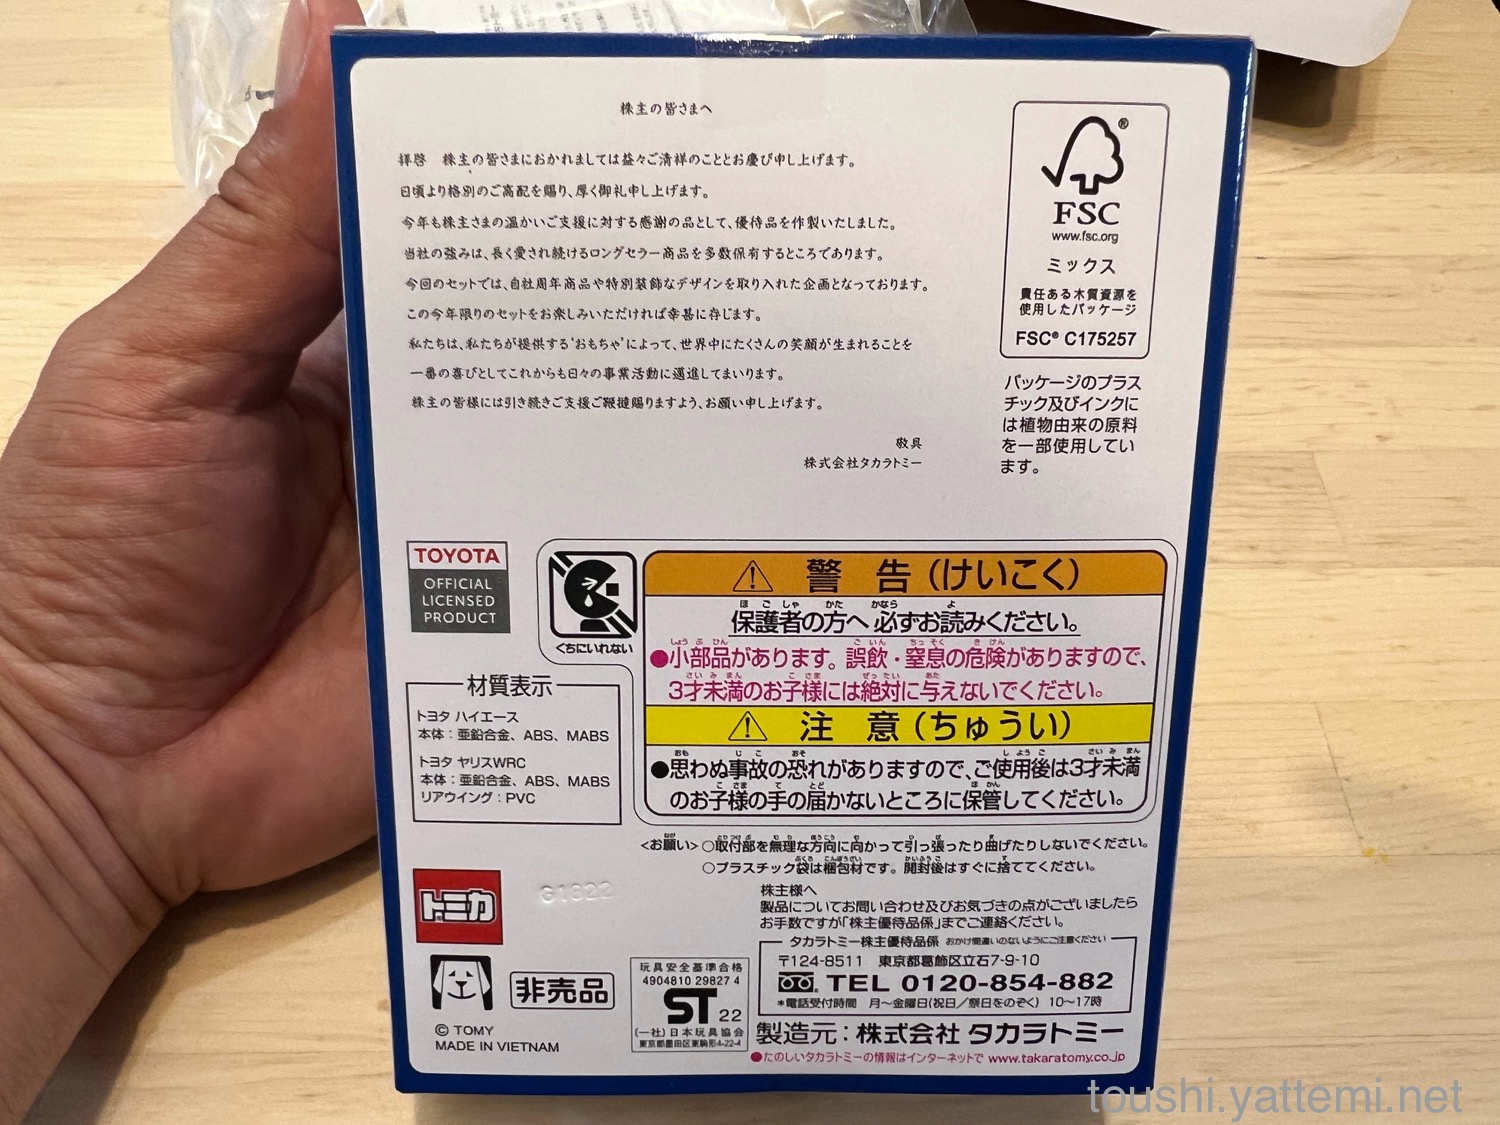 株主の皆さまへ
拝啓　株主の皆さまにおかれましては益々ご清祥のこととお慶び申し上げます。
日頃より格別のご高配を賜り、厚く御礼申し上げます。
今年も株主さまの温かいご支援に対する感謝の品として、優待品を作製いたしました。
当社の強みは、長く愛され続けるロングセラー商品を多数保有するところであります。
今回のセットでは、自社周年商品や特別装飾なデザインを取り入れた企画となっております。
この今年限りのセットをお楽しみいただければ幸甚に存じます。
私たちは、私たちが提供する‘おもちゃ’によって、世界中にたくさんの笑顔が生まれることを
一番の喜びとしてこれからも日々の事業活動に邁進してまいります。
株主の皆様には引き続きご支援ご鞭撻賜りますよう、お願い申し上げます。
敬具
株式会社タカラトミー
®
FSC
www.fsc.org
ミックス
責任ある木質資源を
使用したパッケージ
FSC® C175257
パッケージのプラス
チック及びインクに
は植物由来の原料
を一部使用してい
ます。
TOYOTA
OFFICIAL
LICENSED
PRODUCT
くちにいれない
警 告（けいこく）
保護者の方へ 必ずお読みください。
●小部品があります。誤飲・窒息の危険がありますので、
3才未満のお子様には絶対に与えないでください。
注 意（ちゅうい）
●思わぬ事故の恐れがありますので、ご使用後は3才未満
のお子様の手の届かないところに保管してください。
材質表示
トヨタ ハイエース
本体：亜鉛合金、ABS、MABS
トヨタ ヤリスWRC
本体：亜鉛合金、ABS、MABS
リアウイング：PVC
<お願い>○取付部を無理な方向に向かって引っ張ったり曲げたりしないでください。
○プラスチック袋は梱包材です。開封後はすぐに捨ててください。
株主様へ
製品についてお問い合わせ及びお気づきの点がございましたら
お手数ですが「株主優待品係」までご連絡ください。
タカラトミー株主優待品係 おかけ間違いのないようにご注意ください
〒124-8511 東京都葛飾区立石7-9-10
TEL 0120-854-882
*電話受付時間 月～金曜日(祝日／祭日をのぞく) 10～17時
製造元：株式会社 タカラトミー
●たのしいタカラトミーの情報はインターネットで www.takaratomy.co.jp
トミカ
非売品
© TOMY
MADE IN VIETNAM
玩具安全基準合格
4904810 29827 4
ST 22
(一社)日本玩具協会
東京都墨田区東駒形4-22-4
toushi.yattemi.net